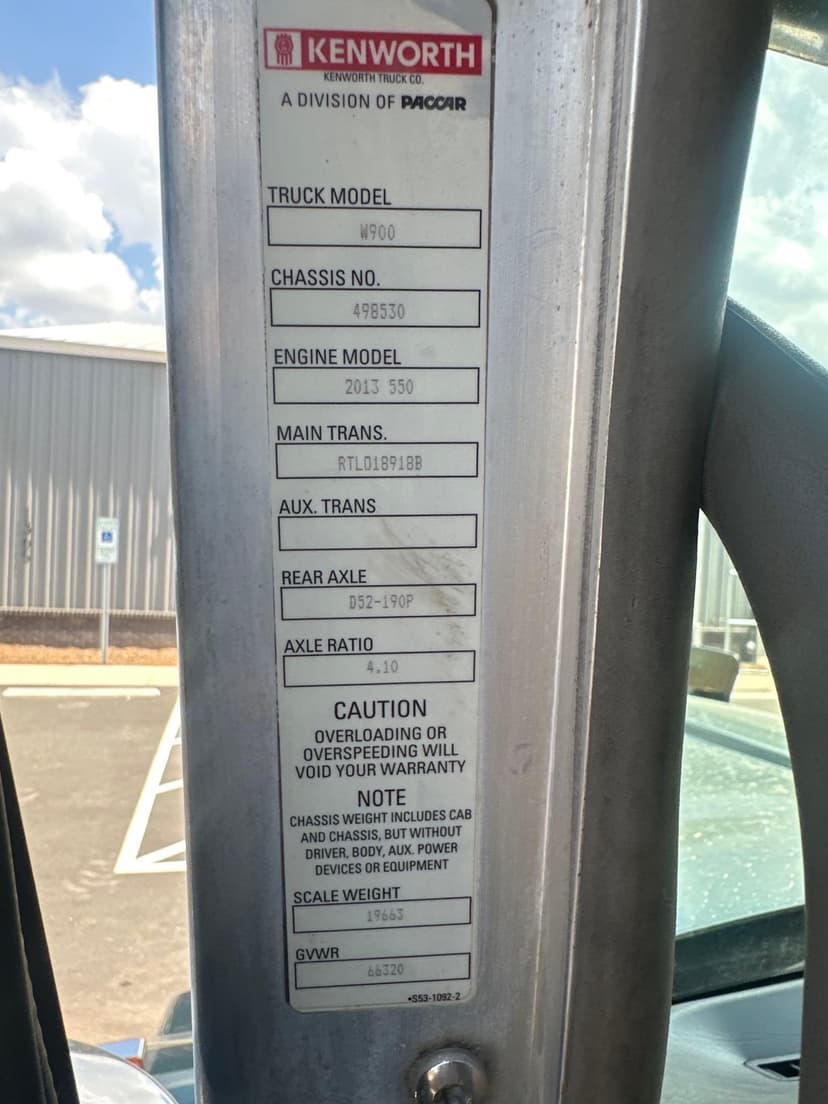 KENWORTH
KENWORTH TRUCK CO.
A DIVISION OF PACCAR
TRUCK MODEL
W900
CHASSIS NO.
498530
ENGINE MODEL
2013 550
MAIN TRANS.
RTLO18918B
AUX. TRANS
REAR AXLE
D52-190P
AXLE RATIO
4.10
CAUTION
OVERLOADING OR
OVERSPEEDING WILL
VOID YOUR WARRANTY
NOTE
CHASSIS WEIGHT INCLUDES CAB
AND CHASSIS, BUT WITHOUT
DRIVER, BODY, AUX. POWER
DEVICES OR EQUIPMENT
SCALE WEIGHT
19663
GVWR
66320
•S53-1092-2